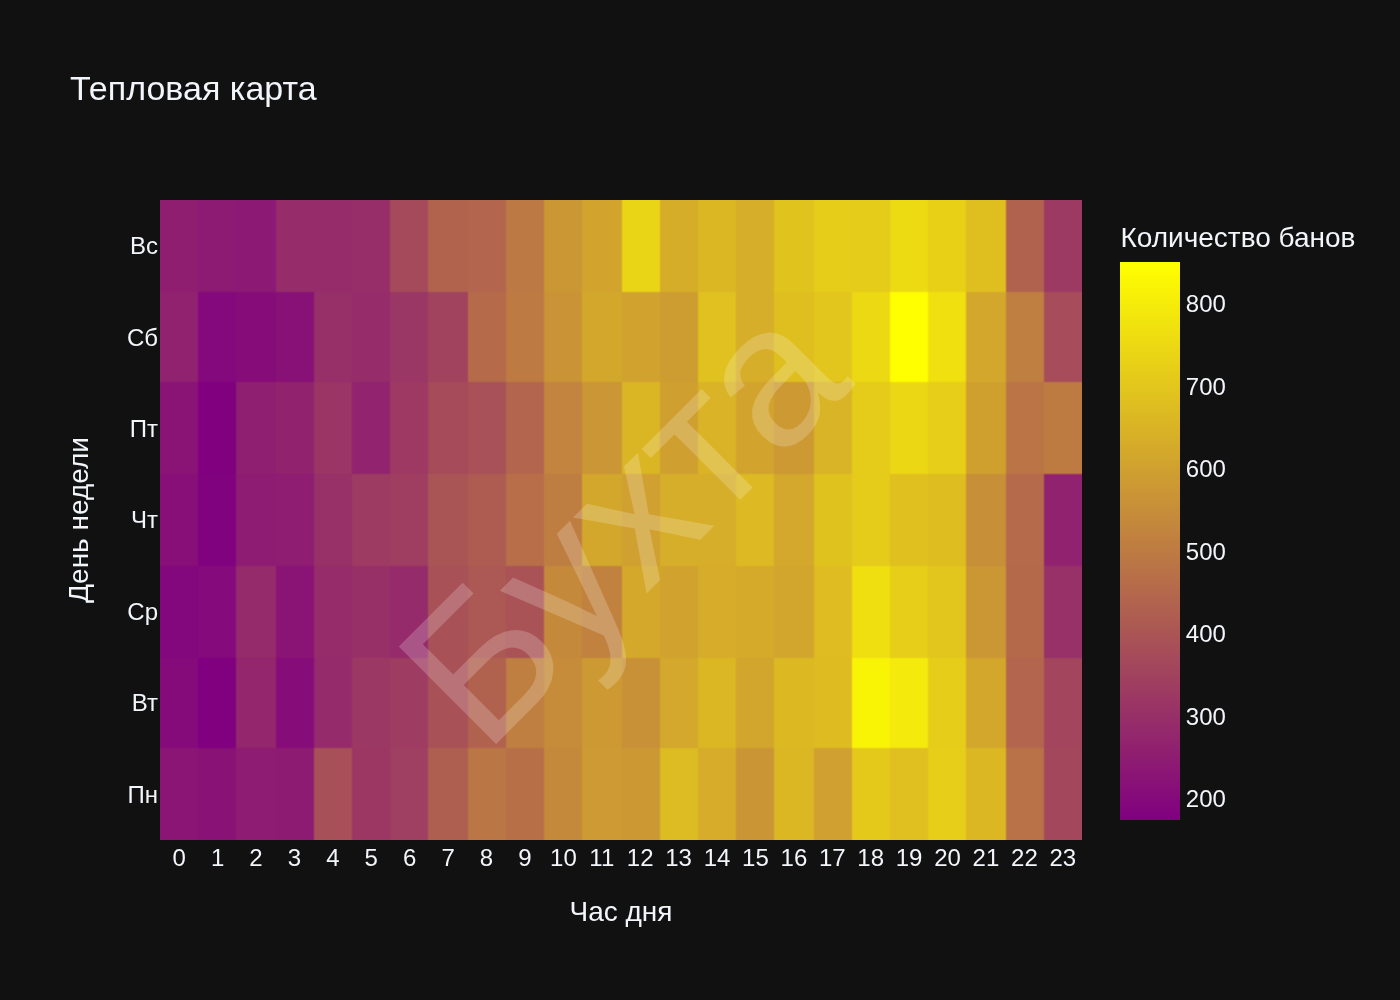 Тепловая карта
Количество банов
800
700
600
500
400
300
200
День недели
Вс
Сб
Пт
Чт
Ср
Вт
Пн
0 1 2 3 4 5 6 7 8 9 10 11 12 13 14 15 16 17 18 19 20 21 22 23
Час дня
Бухта